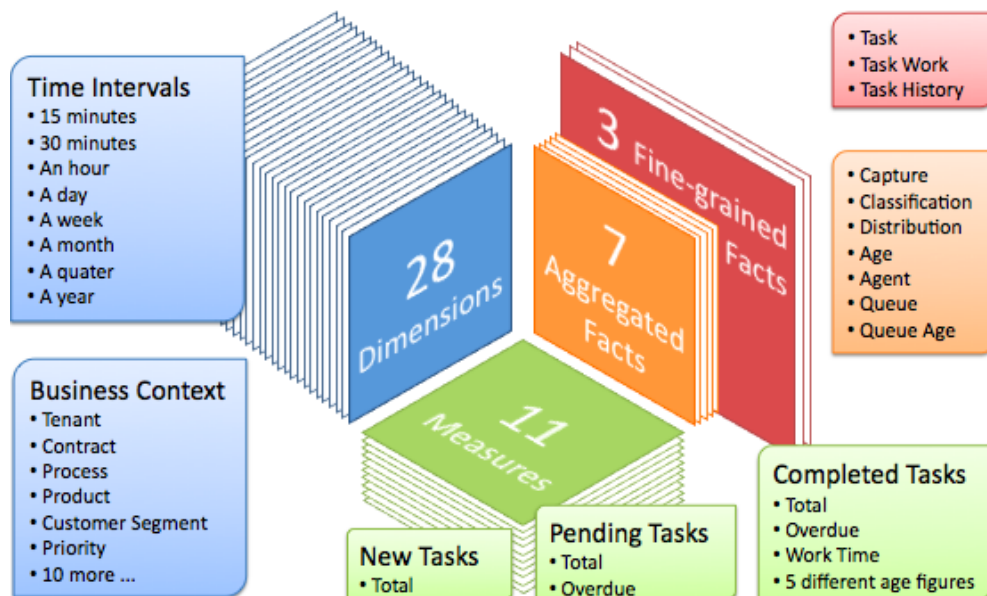 Time Intervals
• 15 minutes
• 30 minutes
• An hour
• A day
• A week
• A month
• A quater
• A year
Business Context
• Tenant
• Contract
• Process
• Product
• Customer Segment
• Priority
• 10 more ...
28
Dimensions
3 Fine-grained
Facts
7
Aggregated
Facts
11
Measures
• Task
• Task Work
• Task History
• Capture
• Classification
• Distribution
• Age
• Agent
• Queue
• Queue Age
New Tasks
• Total
Pending Tasks
• Total
• Overdue
Completed Tasks
• Total
• Overdue
• Work Time
• 5 different age figures